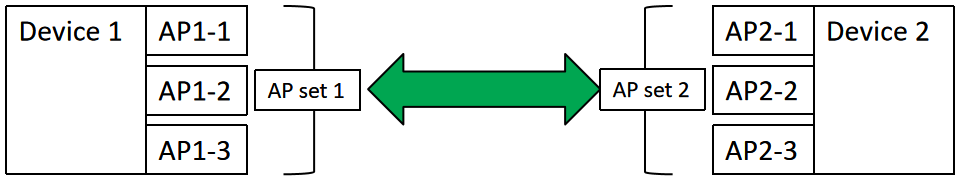 Device 1
AP1-1
AP1-2
AP1-3
AP set 1
AP set 2
AP2-1
AP2-2
AP2-3
Device 2